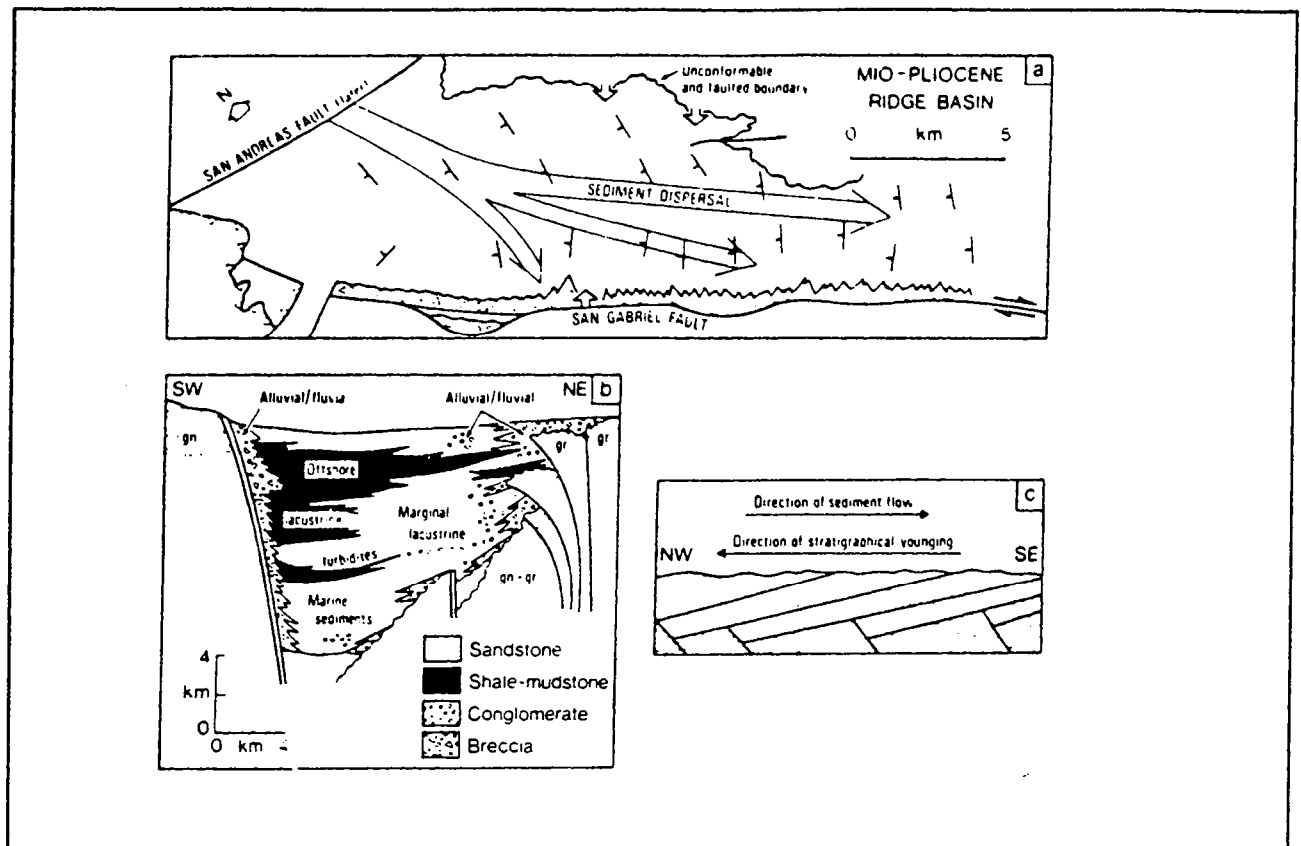 a
Unconformable
and faulted boundary
MIO-PLIOCENE
RIDGE BASIN
0 km 5
N
SAN ANDREAS FAULT (later)
SEDIMENT DISPERSAL
SAN GABRIEL FAULT
SW
NE
b
Alluvial/fluvia
Alluvial/fluvial
gn
gr
gr
Offshore
lacustrine
Marginal
lacustrine
turbidites
gn-gr
Marine
sediments
4
km
0
0 km
Sandstone
Shale-mudstone
Conglomerate
Breccia
c
Direction of sediment flow
Direction of stratigraphical younging
NW
SE